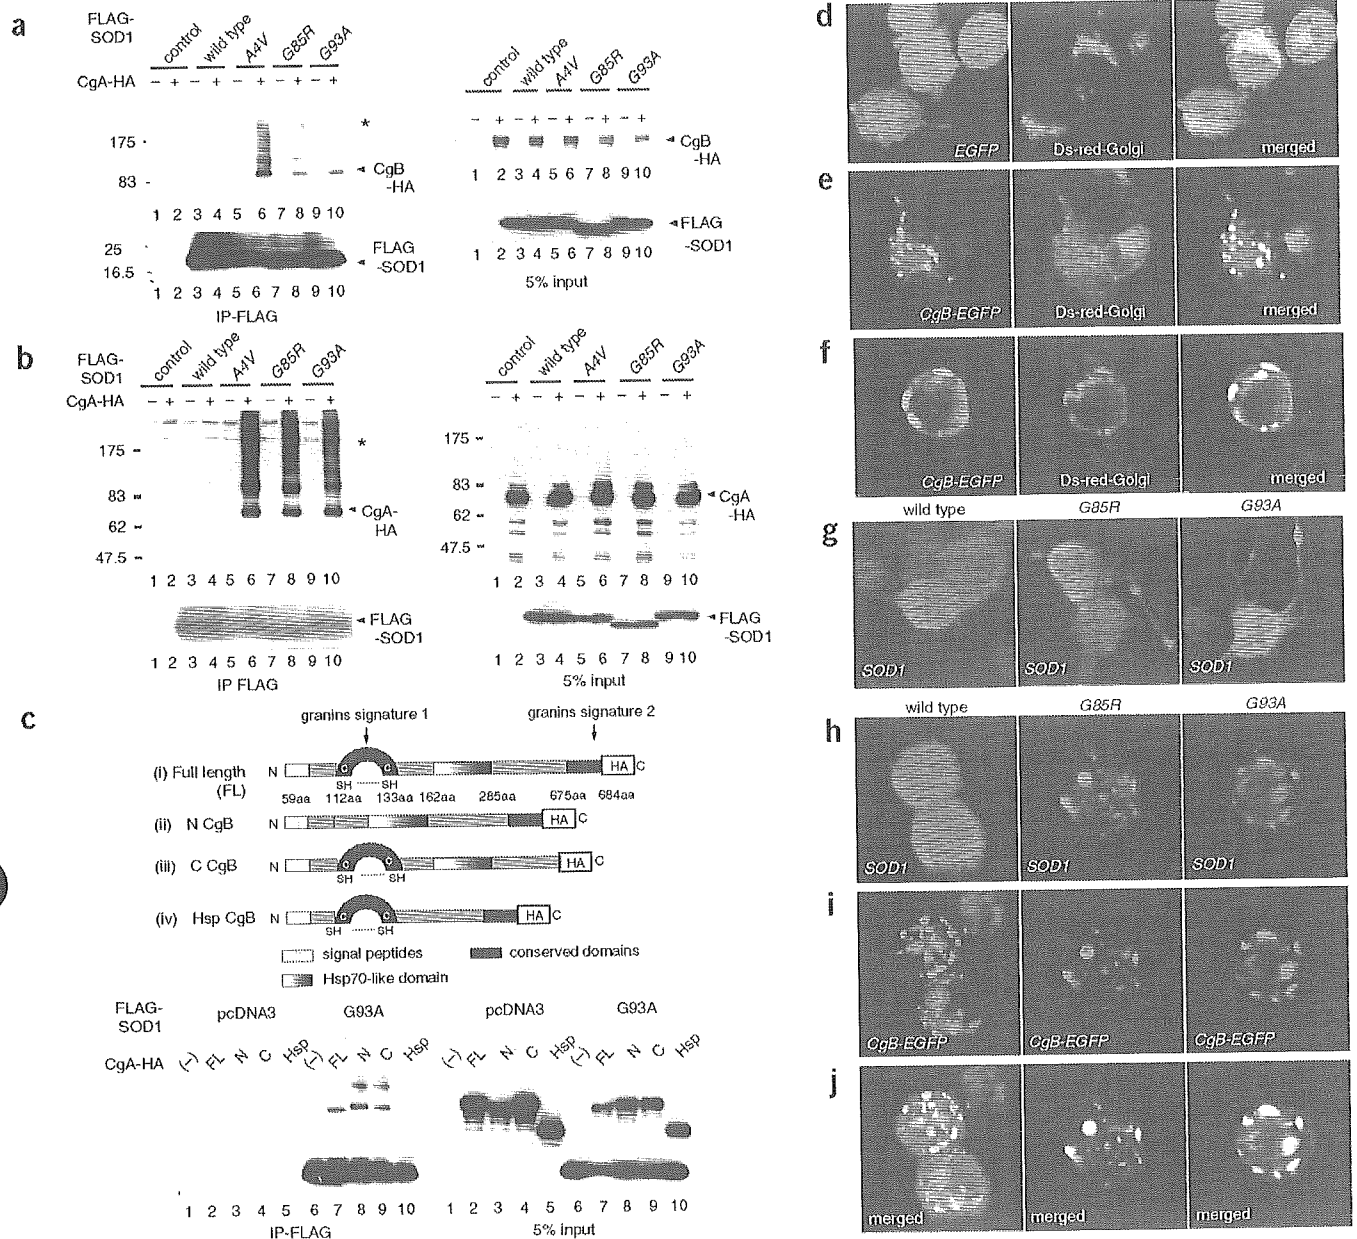 a
FLAG-
SOD1
control wild type A4V G85R G93A
CgA-HA – + – + – + – + – +
*
175
83
CgB
-HA
1 2 3 4 5 6 7 8 9 10
25
16.5
FLAG
-SOD1
1 2 3 4 5 6 7 8 9 10
IP-FLAG
control wild type A4V G85R G93A
– + – + – + – + – +
CgB
-HA
1 2 3 4 5 6 7 8 9 10
FLAG
-SOD1
1 2 3 4 5 6 7 8 9 10
5% input
b
FLAG-
SOD1
control wild type A4V G85R G93A
CgA-HA – + – + – + – + – +
*
175
83
62
47.5
CgA-
HA
1 2 3 4 5 6 7 8 9 10
FLAG
-SOD1
1 2 3 4 5 6 7 8 9 10
IP FLAG
control wild type A4V G85R G93A
– + – + – + – + – +
175
83
62
47.5
CgA
-HA
1 2 3 4 5 6 7 8 9 10
FLAG
-SOD1
1 2 3 4 5 6 7 8 9 10
5% input
c
granins signature 1 granins signature 2
(i) Full length
(FL)
N C C HA C
SH SH
59aa 112aa 133aa 162aa 285aa 675aa 684aa
(ii) N CgB N HA C
(iii) C CgB N C C HA C
SH SH
(iv) Hsp CgB N C C HA C
SH SH
signal peptides conserved domains
Hsp70-like domain
FLAG-
SOD1
pcDNA3 G93A pcDNA3 G93A
CgA-HA (–) FL N C Hsp (–) FL N C Hsp (–) FL N C Hsp (–) FL N C Hsp
1 2 3 4 5 6 7 8 9 10 1 2 3 4 5 6 7 8 9 10
IP-FLAG 5% input
d
EGFP Ds-red-Golgi merged
e
CgB-EGFP Ds-red-Golgi merged
f
CgB-EGFP Ds-red-Golgi merged
wild type G85R G93A
g
SOD1 SOD1 SOD1
wild type G85R G93A
h
SOD1 SOD1 SOD1
i
CgB-EGFP CgB-EGFP CgB-EGFP
j
merged merged merged